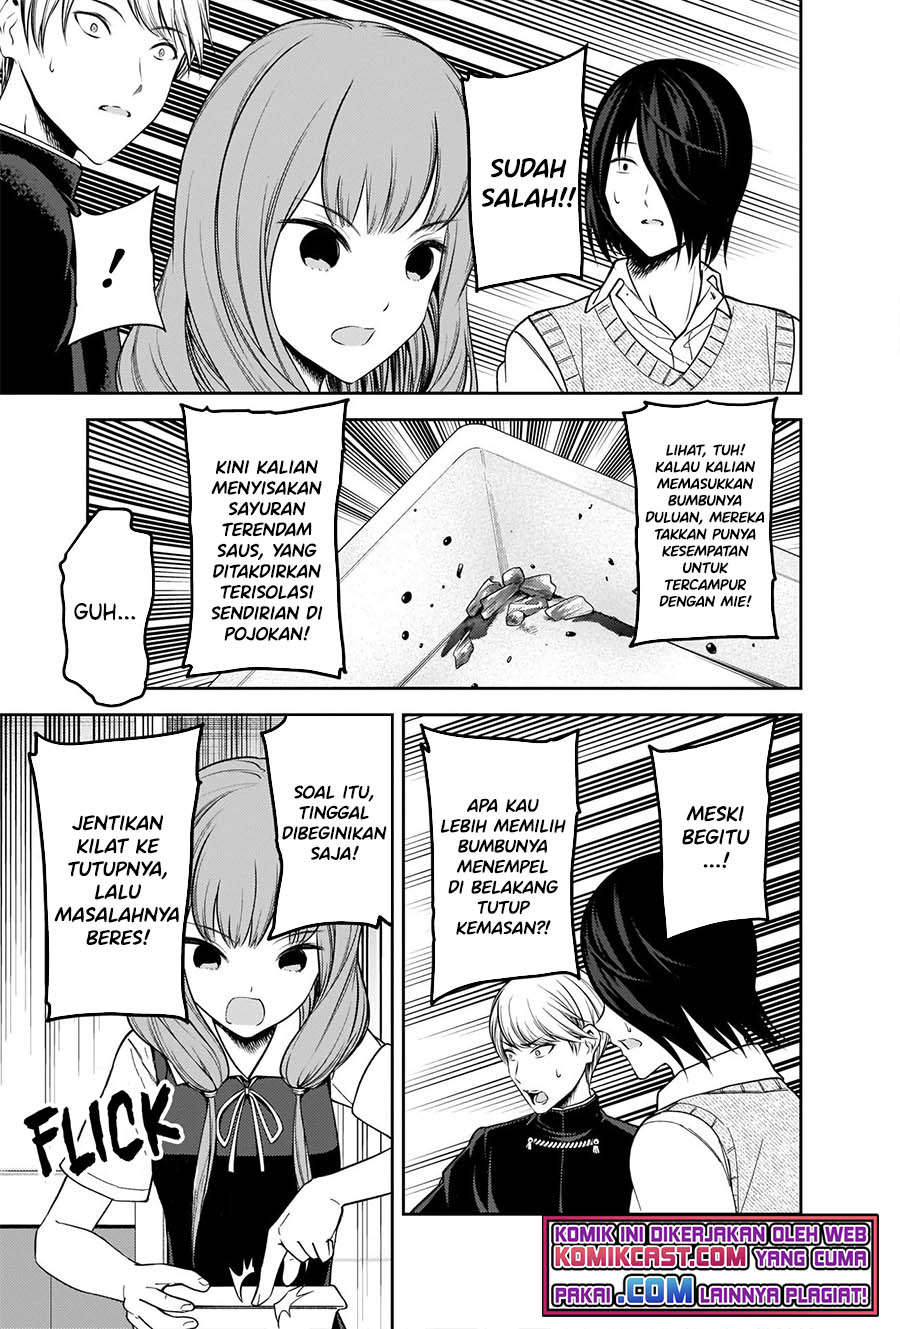 SUDAH
SALAH!!
!
LIHAT, TUH!
KALAU KALIAN
MEMASUKKAN
BUMBUNYA
DULUAN, MEREKA
TAKKAN PUNYA
KESEMPATAN
UNTUK
TERCAMPUR
DENGAN MIE!
KINI KALIAN
MENYISAKAN
SAYURAN
TERENDAM
SAUS, YANG
DITAKDIRKAN
TERISOLASI
SENDIRIAN DI
POJOKAN!
GUH...
MESKI
BEGITU
...!
APA KAU
LEBIH MEMILIH
BUMBUNYA
MENEMPEL
DI BELAKANG
TUTUP
KEMASAN?!
SOAL ITU,
TINGGAL
DIBEGINIKAN
SAJA!
JENTIKAN
KILAT KE
TUTUPNYA,
LALU
MASALAHNYA
BERES!
FLICK
KOMIK INI DIKERJAKAN OLEH WEB
KOMIKCAST.COM YANG CUMA
PAKAI .COM LAINNYA PLAGIAT!